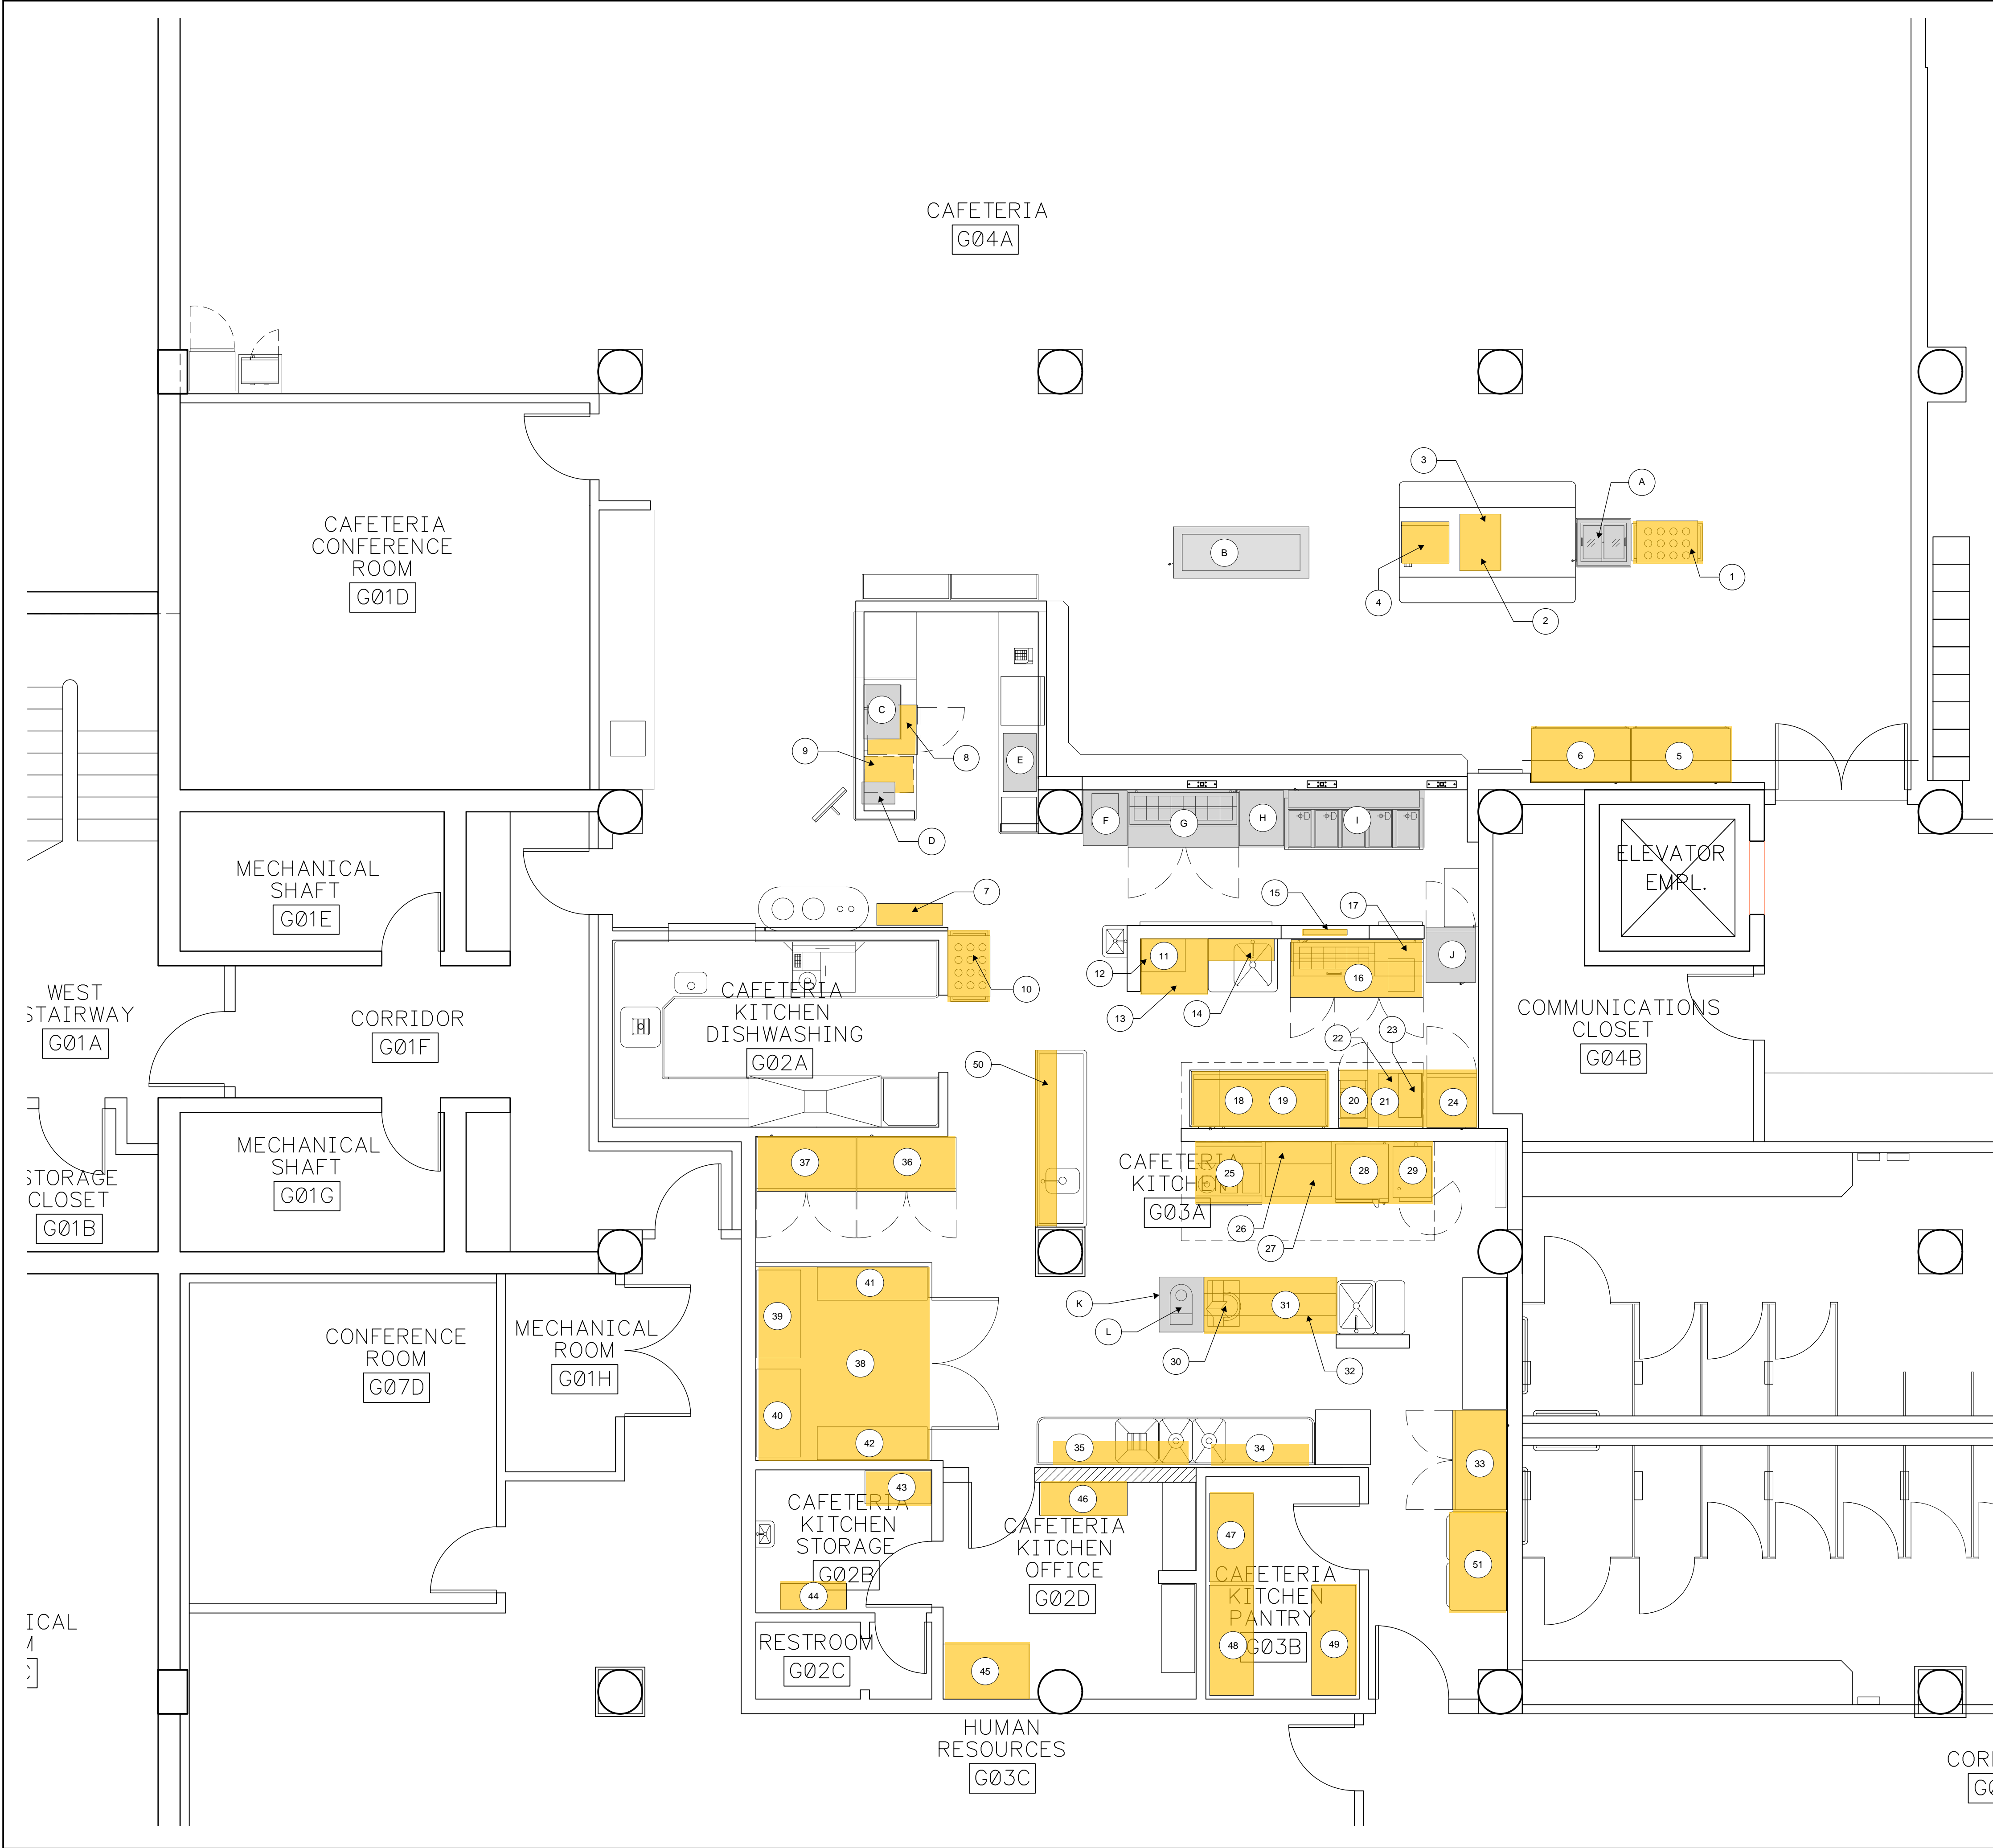 CAFETERIA
G04A
3
A
CAFETERIA
CONFERENCE
ROOM
G01D
B
4
2
1
C
9
8
E
D
6
5
F
G
H
I
MECHANICAL
SHAFT
G01E
7
ELEVATOR
EMPL.
15
17
11
12
J
16
10
13
14
WEST
STAIRWAY
G01A
CORRIDOR
G01F
CAFETERIA
KITCHEN
DISHWASHING
G02A
COMMUNICATIONS
CLOSET
G04B
22
23
50
18
19
20
21
24
MECHANICAL
SHAFT
G01G
STORAGE
CLOSET
G01B
37
36
CAFETERIA
KITCHEN
G03A
25
28
29
26
27
41
39
K
L
31
30
32
CONFERENCE
ROOM
G07D
MECHANICAL
ROOM
G01H
38
40
42
35
34
33
43
CAFETERIA
KITCHEN
STORAGE
G02B
44
46
CAFETERIA
KITCHEN
OFFICE
G02D
47
CAFETERIA
KITCHEN
PANTRY
G03B
48
49
51
ICAL
RESTROOM
G02C
45
HUMAN
RESOURCES
G03C
COR
G